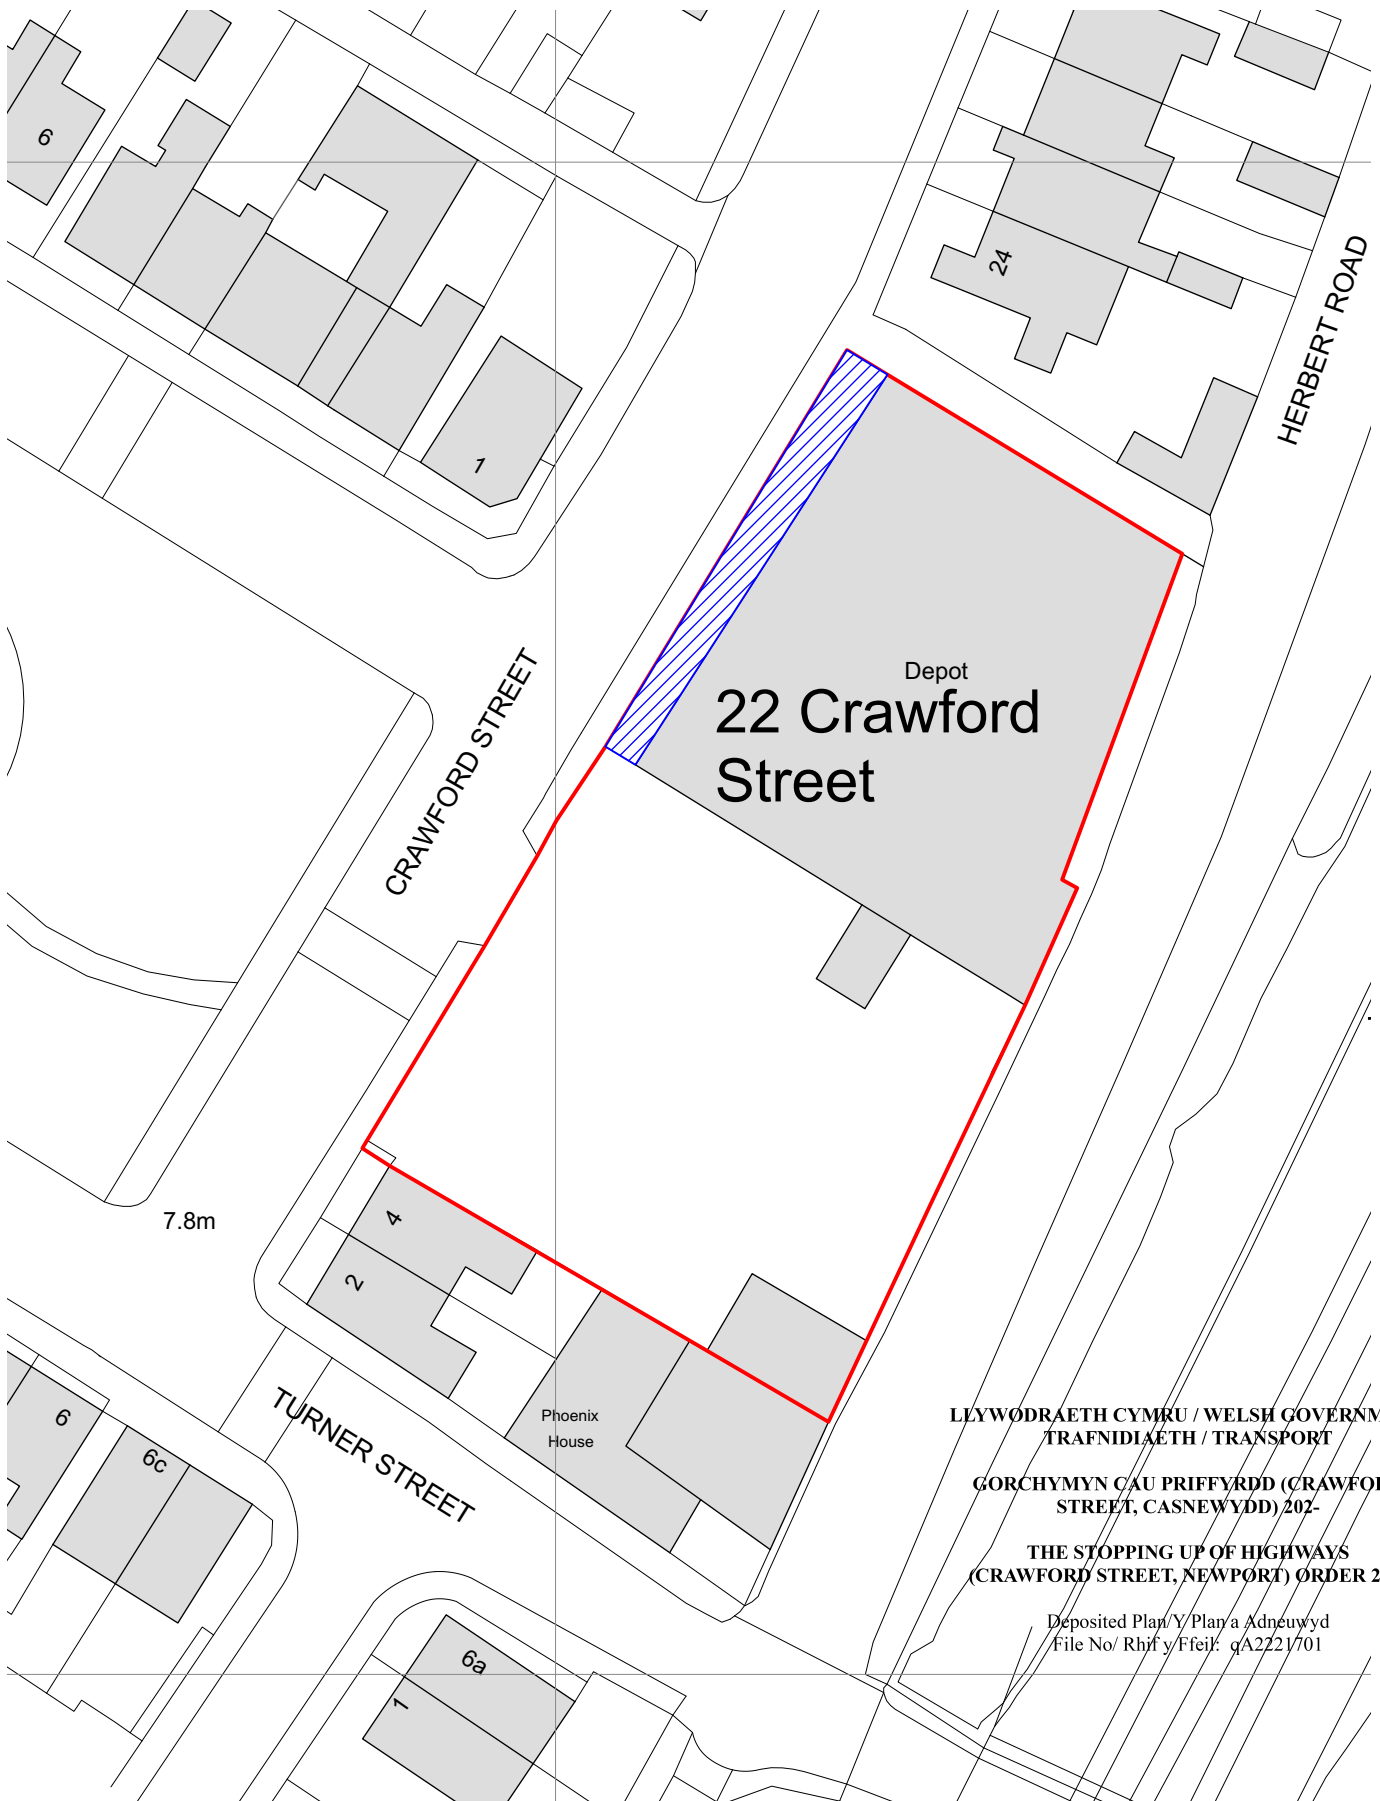 6
24
HERBERT ROAD
1
CRAWFORD STREET
Depot
22 Crawford
Street
7.8m
4
2
TURNER STREET
Phoenix
House
6
6c
6a
1
LLYWODRAETH CYMRU / WELSH GOVERNM
TRAFNIDIAETH / TRANSPORT
GORCHYMYN CAU PRIFFYRDD (CRAWFO
STREET, CASNEWYDD) 202-
THE STOPPING UP OF HIGHWAYS
(CRAWFORD STREET, NEWPORT) ORDER 2
Deposited Plan/Y Plan a Adneuwyd
File No/ Rhif y Ffeil: qA2221701